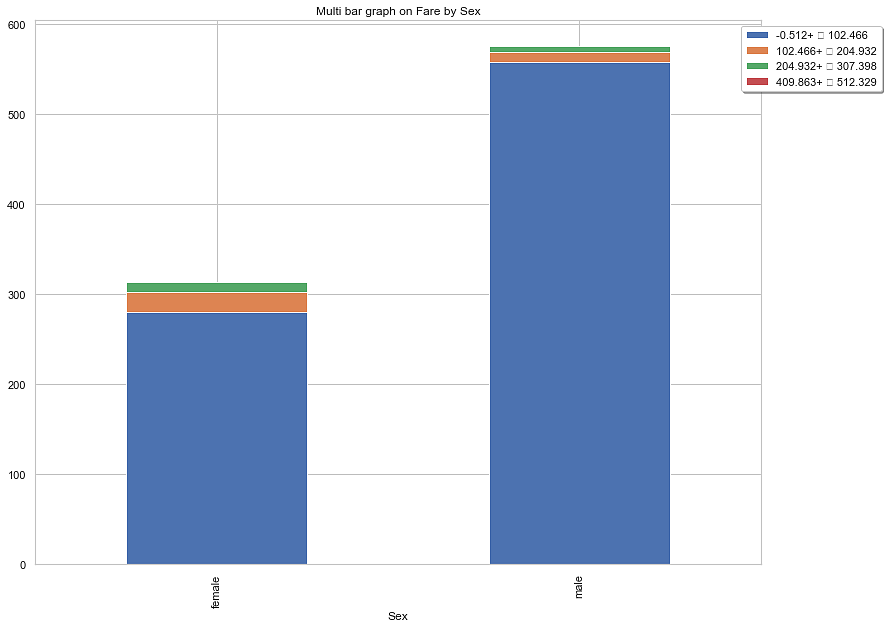 Multi bar graph on Fare by Sex
-0.512+ ▯ 102.466
102.466+ ▯ 204.932
204.932+ ▯ 307.398
409.863+ ▯ 512.329
600
500
400
300
200
100
0
female
male
Sex